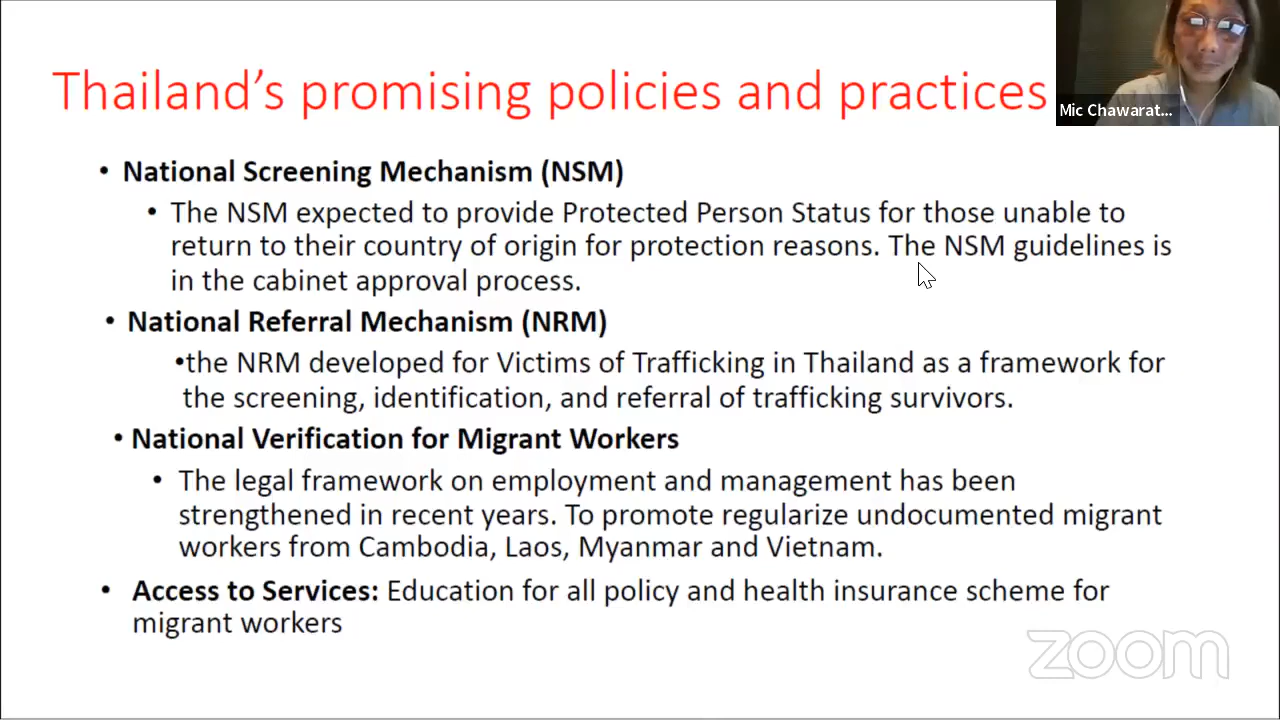 Thailand's promising policies and practices
Mic Chawarat...
• National Screening Mechanism (NSM)
• The NSM expected to provide Protected Person Status for those unable to
return to their country of origin for protection reasons. The NSM guidelines is
in the cabinet approval process.
• National Referral Mechanism (NRM)
•the NRM developed for Victims of Trafficking in Thailand as a framework for
the screening, identification, and referral of trafficking survivors.
• National Verification for Migrant Workers
• The legal framework on employment and management has been
strengthened in recent years. To promote regularize undocumented migrant
workers from Cambodia, Laos, Myanmar and Vietnam.
• Access to Services: Education for all policy and health insurance scheme for
migrant workers
zoom